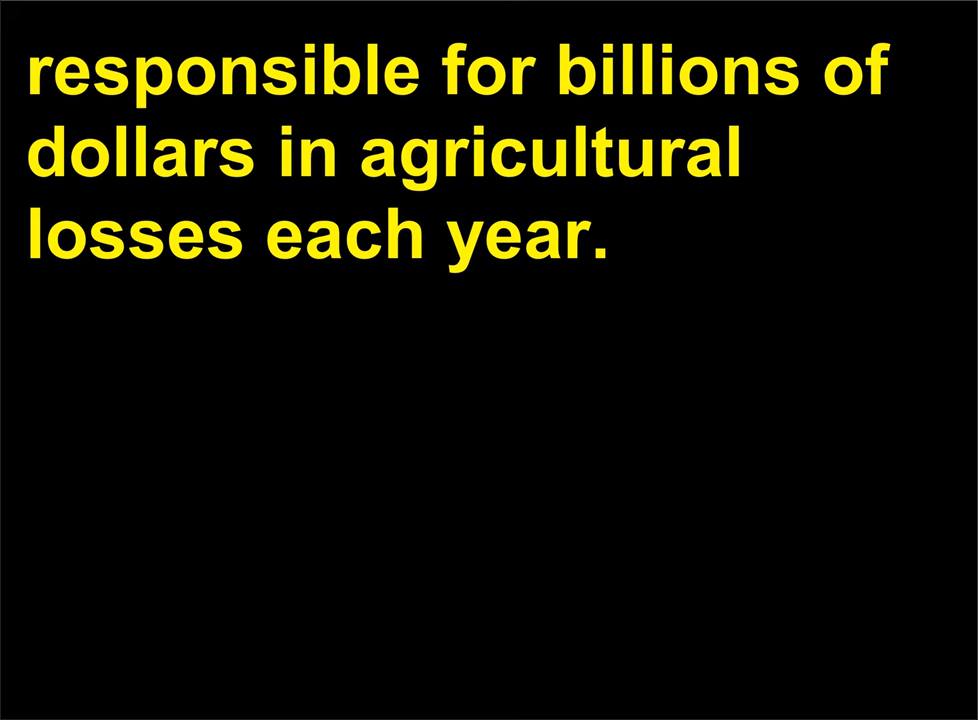 responsible for billions of
dollars in agricultural
losses each year.